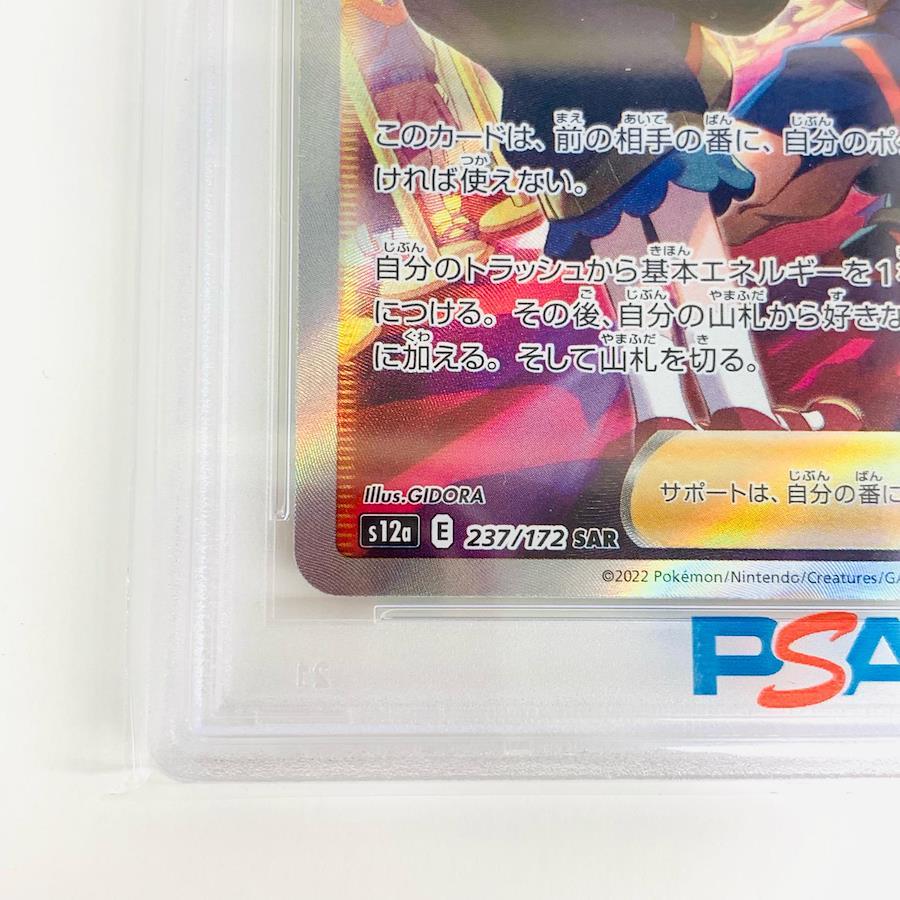 このカードは、前の相手の番に、自分のポ
ければ使えない。
自分のトラッシュから基本エネルギーを1
につける。その後、自分の山札から好きな
に加える。そして山札を切る。
サポートは、自分の番に
illus.GIDORA
s12a E 237/172 SAR
©2022 Pokémon/Nintendo/Creatures/GA
PSA